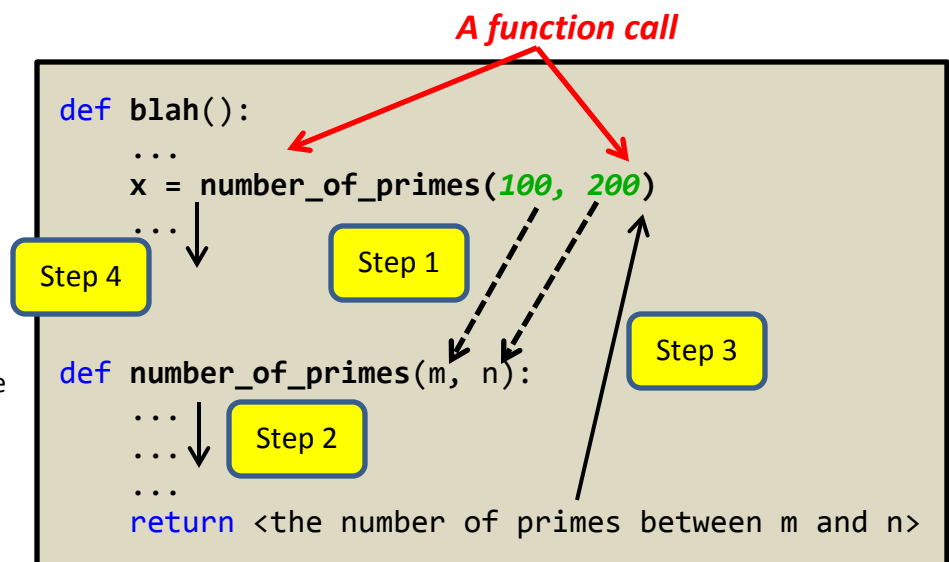 A function call
def blah():
...
x = number_of_primes(100, 200)
...
Step 4
Step 1
Step 3
e
def number_of_primes(m, n):
...
Step 2
...
...
return <the number of primes between m and n>